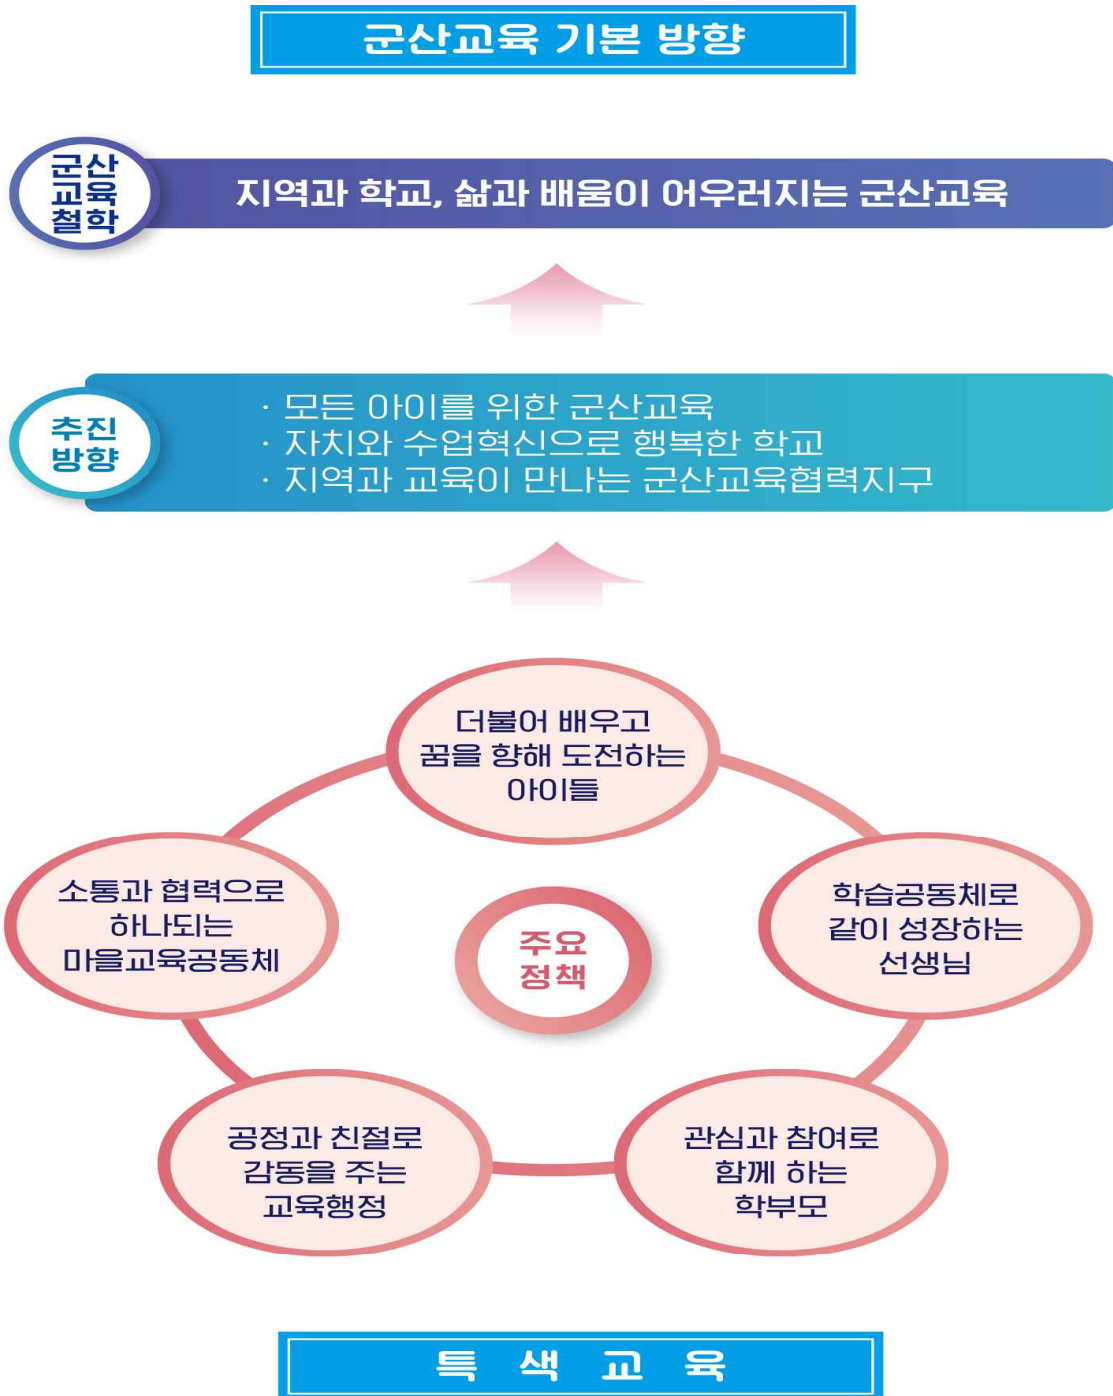 군산교육 기본 방향
군산
교육
철학
지역과 학교, 삶과 배움이 어우러지는 군산교육
추진
방향
· 모든 아이를 위한 군산교육
· 자치와 수업혁신으로 행복한 학교
· 지역과 교육이 만나는 군산교육협력지구
더불어 배우고
꿈을 향해 도전하는
아이들
소통과 협력으로
하나되는
마을교육공동체
주요
정책
학습공동체로
같이 성장하는
선생님
공정과 친절로
감동을 주는
교육행정
관심과 참여로
함께 하는
학부모
특 색 교 육